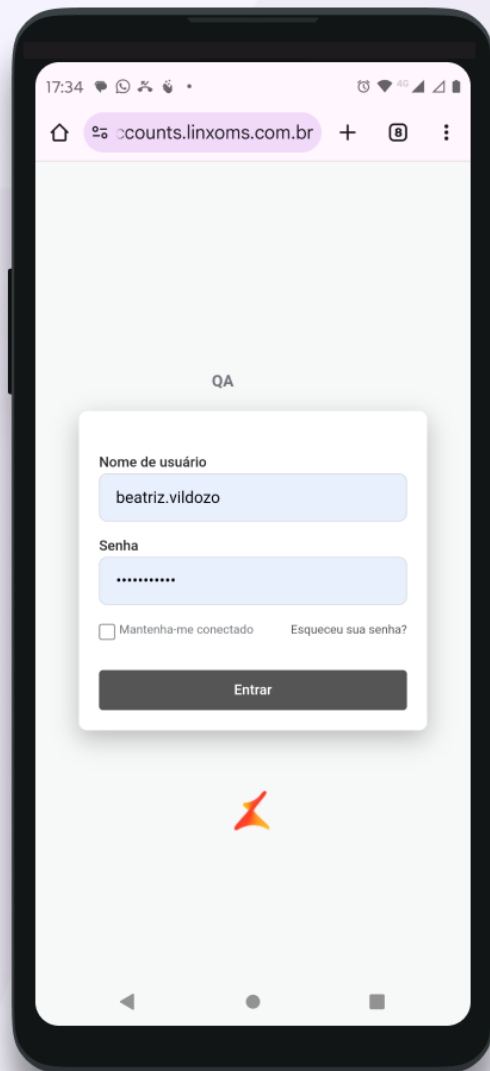 17:34
4G
ccounts.linxoms.com.br
8
QA
Nome de usuário
beatriz.vildozo
Senha
•••••••••••
Mantenha-me conectado Esqueceu sua senha?
Entrar